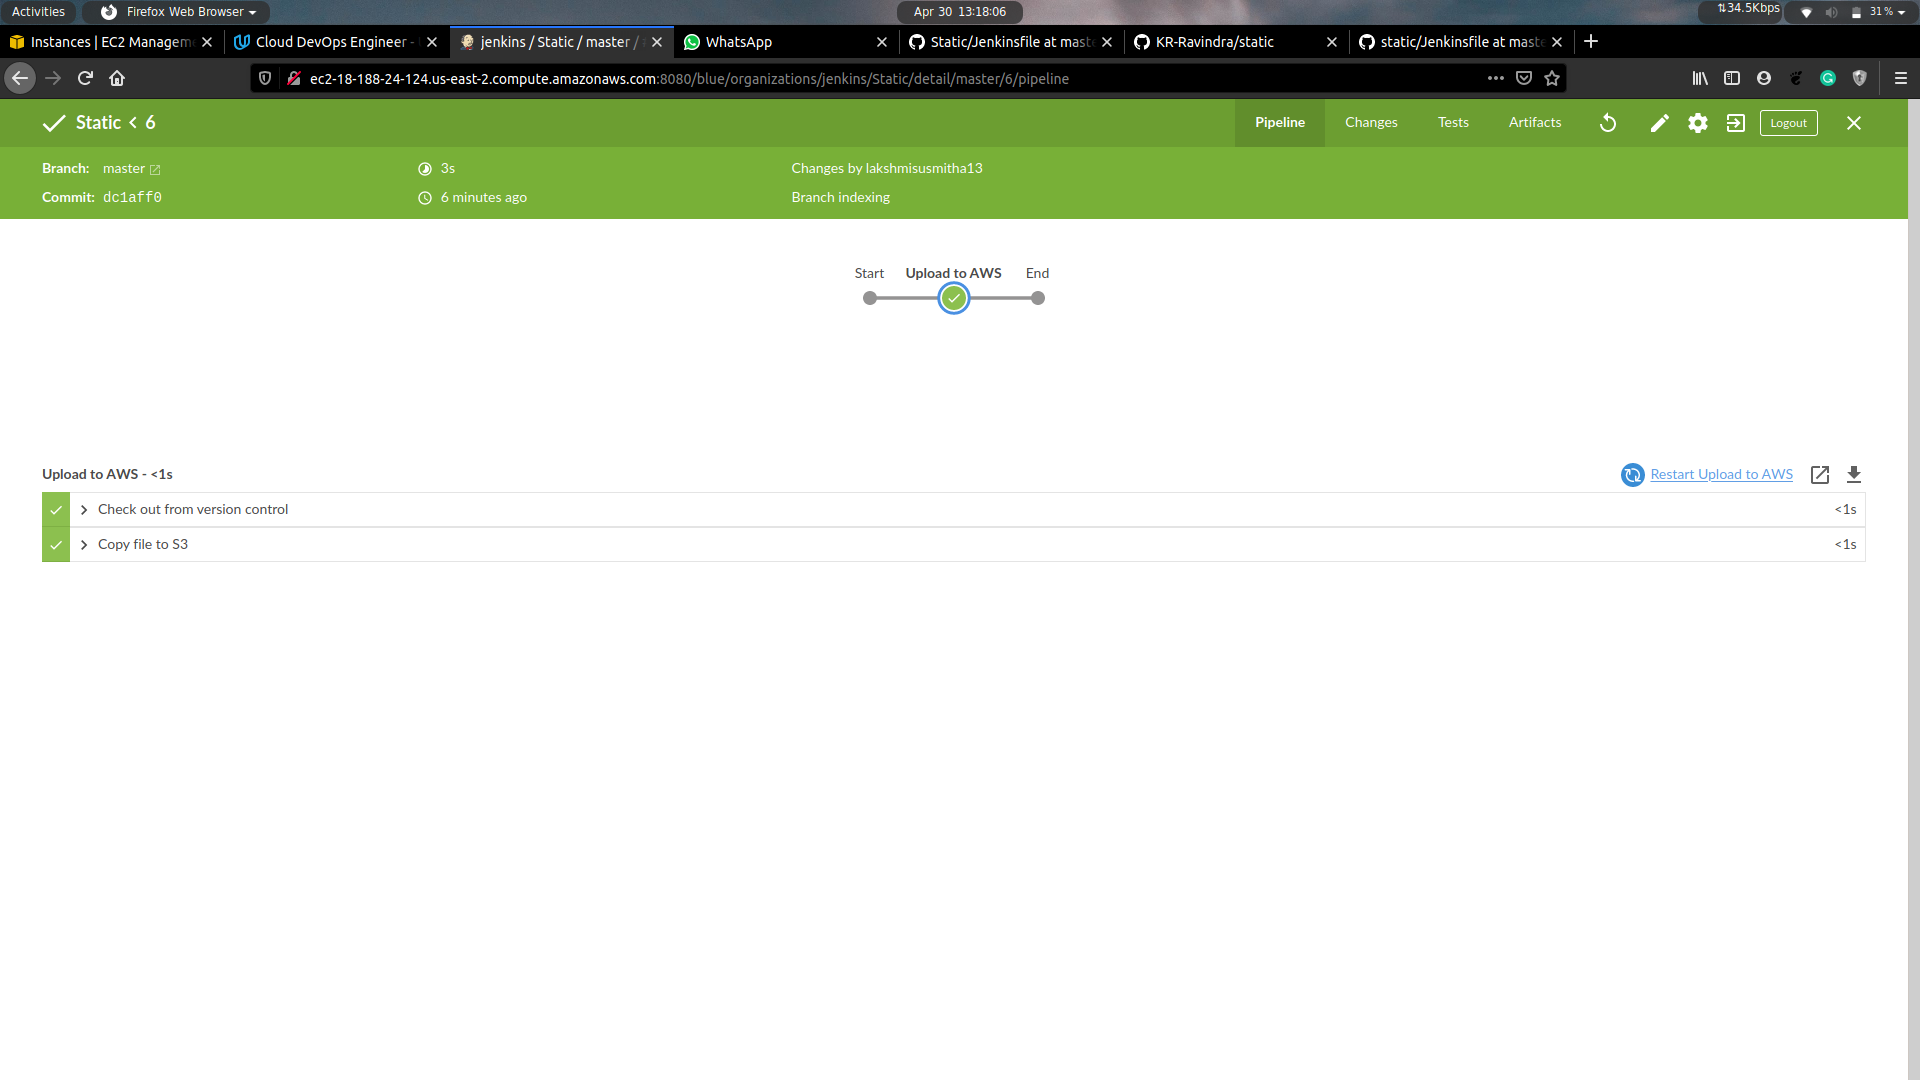 Activities
Firefox Web Browser
Apr 30 13:18:06
⇅34.5Kbps
31 %
Instances | EC2 Managem
Cloud DevOps Engineer -
jenkins / Static / master /
WhatsApp
Static/Jenkinsfile at mast
KR-Ravindra/static
static/Jenkinsfile at maste
ec2-18-188-24-124.us-east-2.compute.amazonaws.com:8080/blue/organizations/jenkins/Static/detail/master/6/pipeline
Static < 6
Pipeline
Changes
Tests
Artifacts
Logout
Branch: master
3s
Changes by lakshmisusmitha13
Commit: dc1aff0
6 minutes ago
Branch indexing
Start
Upload to AWS
End
Upload to AWS - <1s
Restart Upload to AWS
Check out from version control
<1s
Copy file to S3
<1s